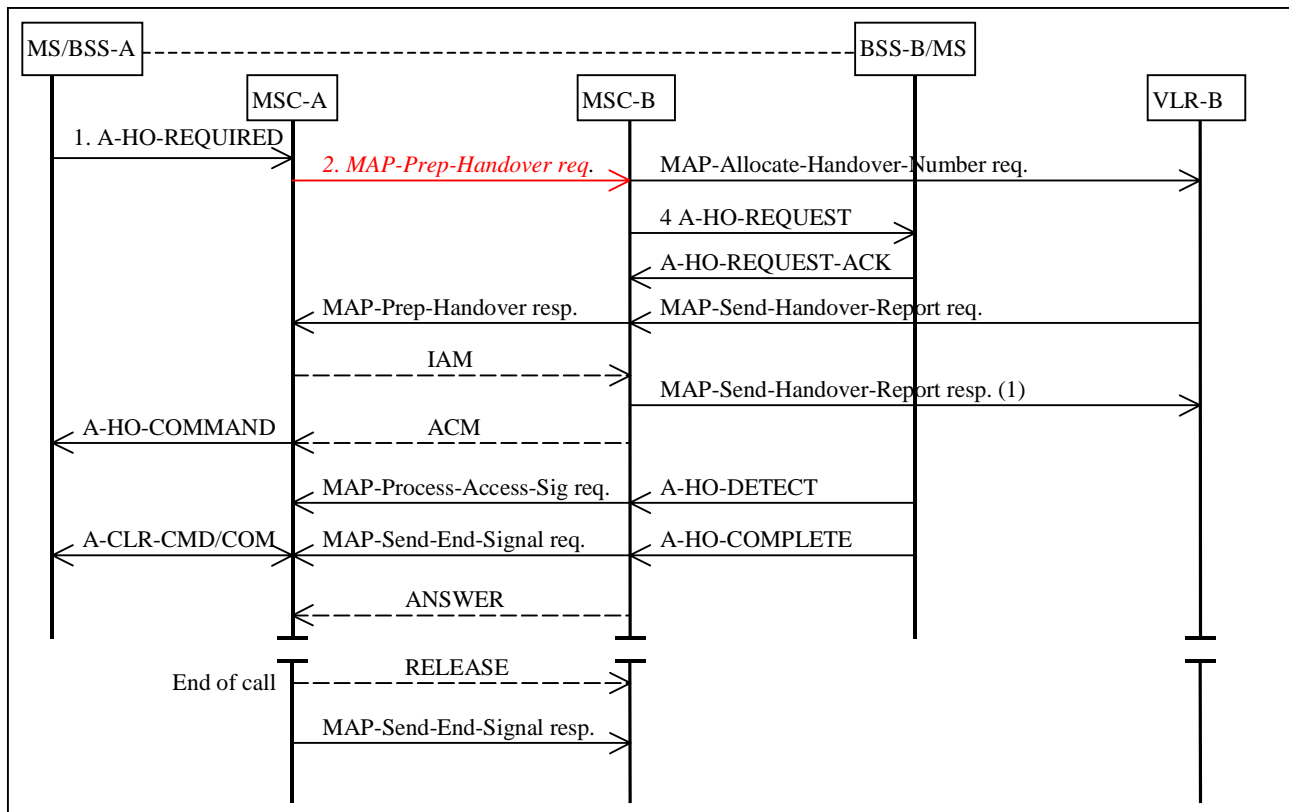 MS/BSS-A
BSS-B/MS
MSC-A
MSC-B
VLR-B
1. A-HO-REQUIRED
2. MAP-Prep-Handover req.
MAP-Allocate-Handover-Number req.
4 A-HO-REQUEST
A-HO-REQUEST-ACK
MAP-Prep-Handover resp.
MAP-Send-Handover-Report req.
IAM
MAP-Send-Handover-Report resp. (1)
A-HO-COMMAND
ACM
MAP-Process-Access-Sig req.
A-HO-DETECT
A-CLR-CMD/COM
MAP-Send-End-Signal req.
A-HO-COMPLETE
ANSWER
RELEASE
End of call
MAP-Send-End-Signal resp.